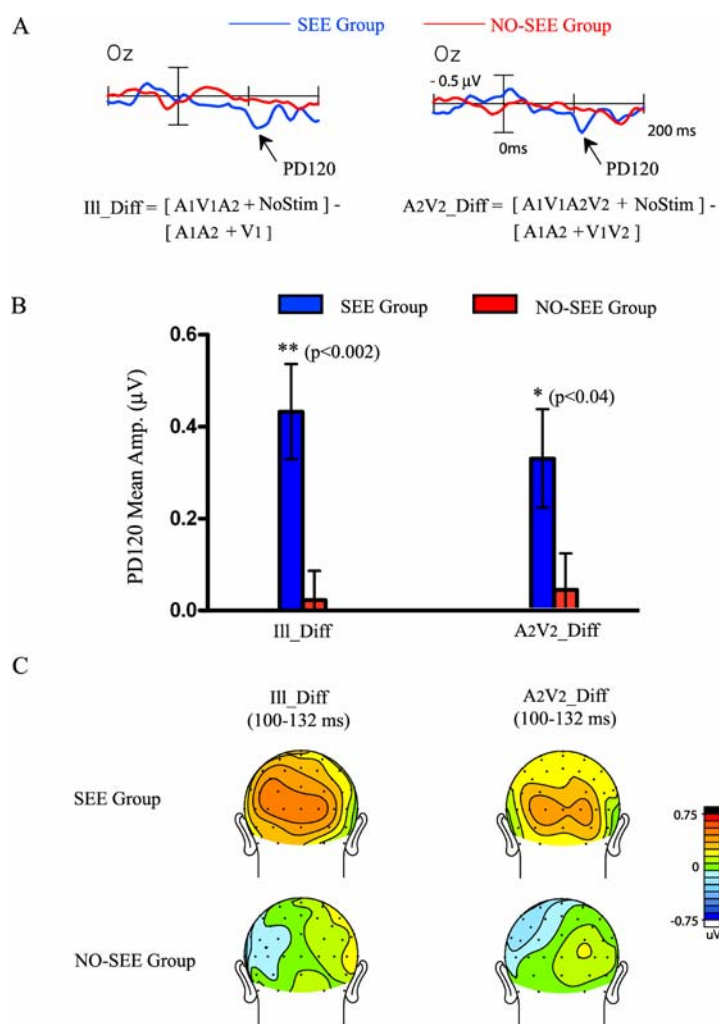 A
SEE Group NO-SEE Group
Oz Oz
- 0.5 µV
200 ms
0ms
PD120 PD120
Ill_Diff = [ A1V1A2 + NoStim ] -
[ A1A2 + V1 ]
A2V2_Diff = [ A1V1A2V2 + NoStim ] -
[ A1A2 + V1V2 ]
B
SEE Group NO-SEE Group
PD120 Mean Amp. (µV)
0.6
0.4
0.2
0.0
** (p<0.002)
* (p<0.04)
Ill_Diff A2V2_Diff
C
Ill_Diff A2V2_Diff
(100-132 ms) (100-132 ms)
SEE Group
NO-SEE Group
0.75
0
-0.75
uV